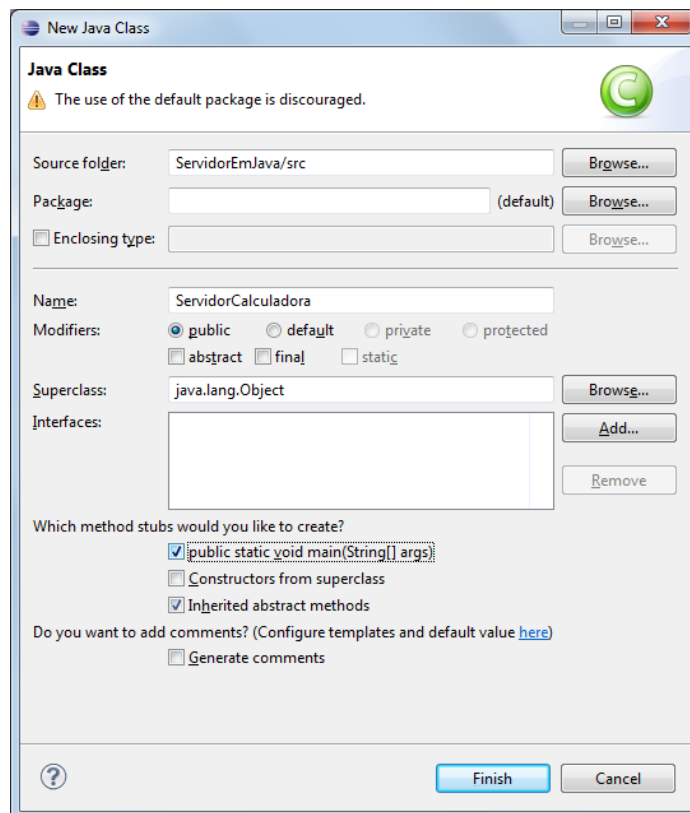 New Java Class
Java Class
The use of the default package is discouraged.
C
Source folder: ServidorEmJava/src Browse...
Package: (default) Browse...
Enclosing type: Browse...
Name: ServidorCalculadora
Modifiers: public default private protected
abstract final static
Superclass: java.lang.Object Browse...
Interfaces: Add...
Remove
Which method stubs would you like to create?
public static void main(String[] args)
Constructors from superclass
Inherited abstract methods
Do you want to add comments? (Configure templates and default value here)
Generate comments
? Finish Cancel